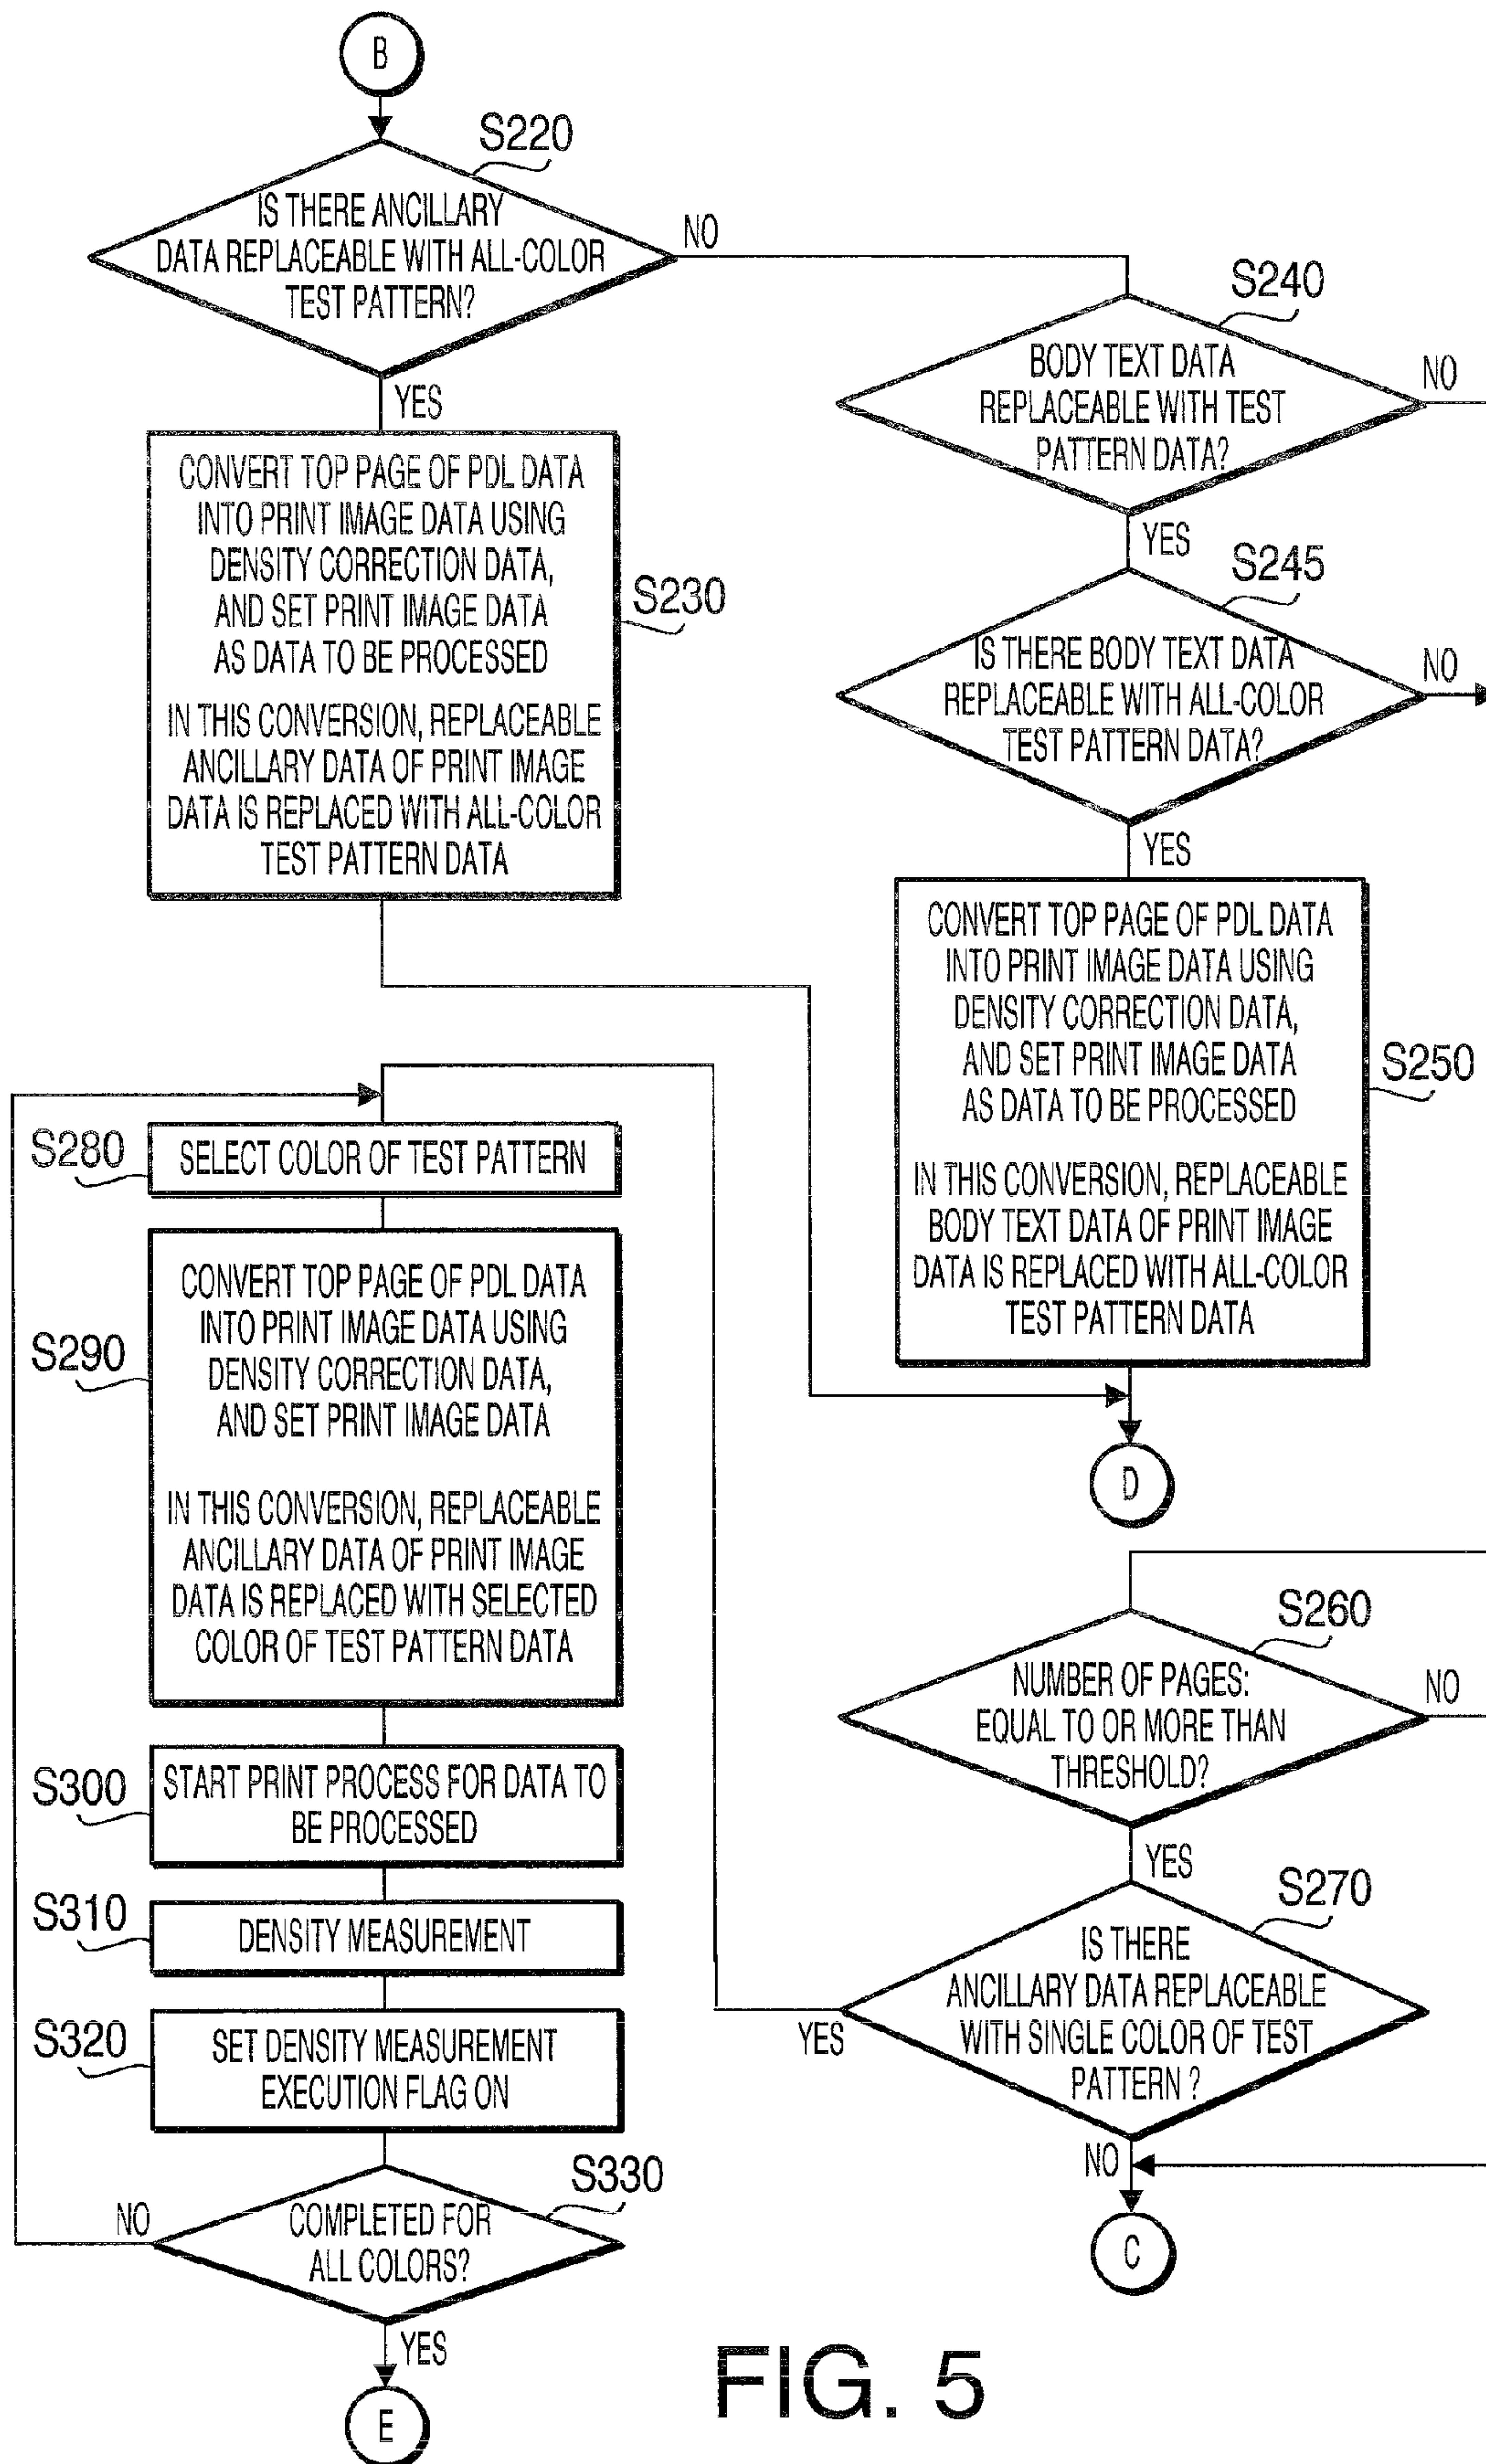 B
S220
IS THERE ANCILLARY
DATA REPLACEABLE WITH ALL-COLOR
TEST PATTERN?
NO
YES
CONVERT TOP PAGE OF PDL DATA
INTO PRINT IMAGE DATA USING
DENSITY CORRECTION DATA,
AND SET PRINT IMAGE DATA
AS DATA TO BE PROCESSED
IN THIS CONVERSION, REPLACEABLE
ANCILLARY DATA OF PRINT IMAGE
DATA IS REPLACED WITH ALL-COLOR
TEST PATTERN DATA
S230
S240
BODY TEXT DATA
REPLACEABLE WITH TEST
PATTERN DATA?
NO
YES
S245
IS THERE BODY TEXT DATA
REPLACEABLE WITH ALL-COLOR
TEST PATTERN DATA?
NO
YES
CONVERT TOP PAGE OF PDL DATA
INTO PRINT IMAGE DATA USING
DENSITY CORRECTION DATA,
AND SET PRINT IMAGE DATA
AS DATA TO BE PROCESSED
IN THIS CONVERSION, REPLACEABLE
BODY TEXT DATA OF PRINT IMAGE
DATA IS REPLACED WITH ALL-COLOR
TEST PATTERN DATA
S250
D
S280
SELECT COLOR OF TEST PATTERN
S290
CONVERT TOP PAGE OF PDL DATA
INTO PRINT IMAGE DATA USING
DENSITY CORRECTION DATA,
AND SET PRINT IMAGE DATA
IN THIS CONVERSION, REPLACEABLE
ANCILLARY DATA OF PRINT IMAGE
DATA IS REPLACED WITH SELECTED
COLOR OF TEST PATTERN DATA
S300
START PRINT PROCESS FOR DATA TO
BE PROCESSED
S310
DENSITY MEASUREMENT
S320
SET DENSITY MEASUREMENT
EXECUTION FLAG ON
S330
COMPLETED FOR
ALL COLORS?
NO
YES
E
S260
NUMBER OF PAGES:
EQUAL TO OR MORE THAN
THRESHOLD?
NO
YES
S270
IS THERE
ANCILLARY DATA REPLACEABLE
WITH SINGLE COLOR OF TEST
PATTERN ?
YES
NO
C
FIG. 5